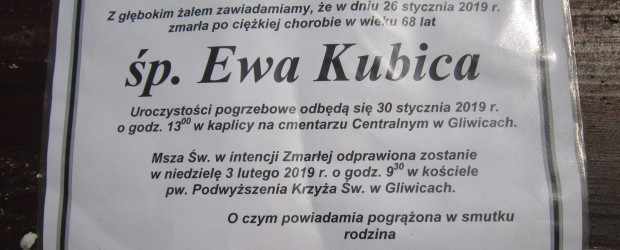 Z głębokim żalem zawiadamiamy, że w dniu 26 stycznia 2019 r.
zmarła po ciężkiej chorobie w wieku 68 lat
śp. Ewa Kubica
Uroczystości pogrzebowe odbędą się 30 stycznia 2019 r.
o godz. 13⁰⁰ w kaplicy na cmentarzu Centralnym w Gliwicach.
Msza Św. w intencji Zmarłej odprawiona zostanie
w niedzielę 3 lutego 2019 r. o godz. 9³⁰ w kościele
pw. Podwyższenia Krzyża Św. w Gliwicach.
O czym powiadamia pogrążona w smutku
rodzina